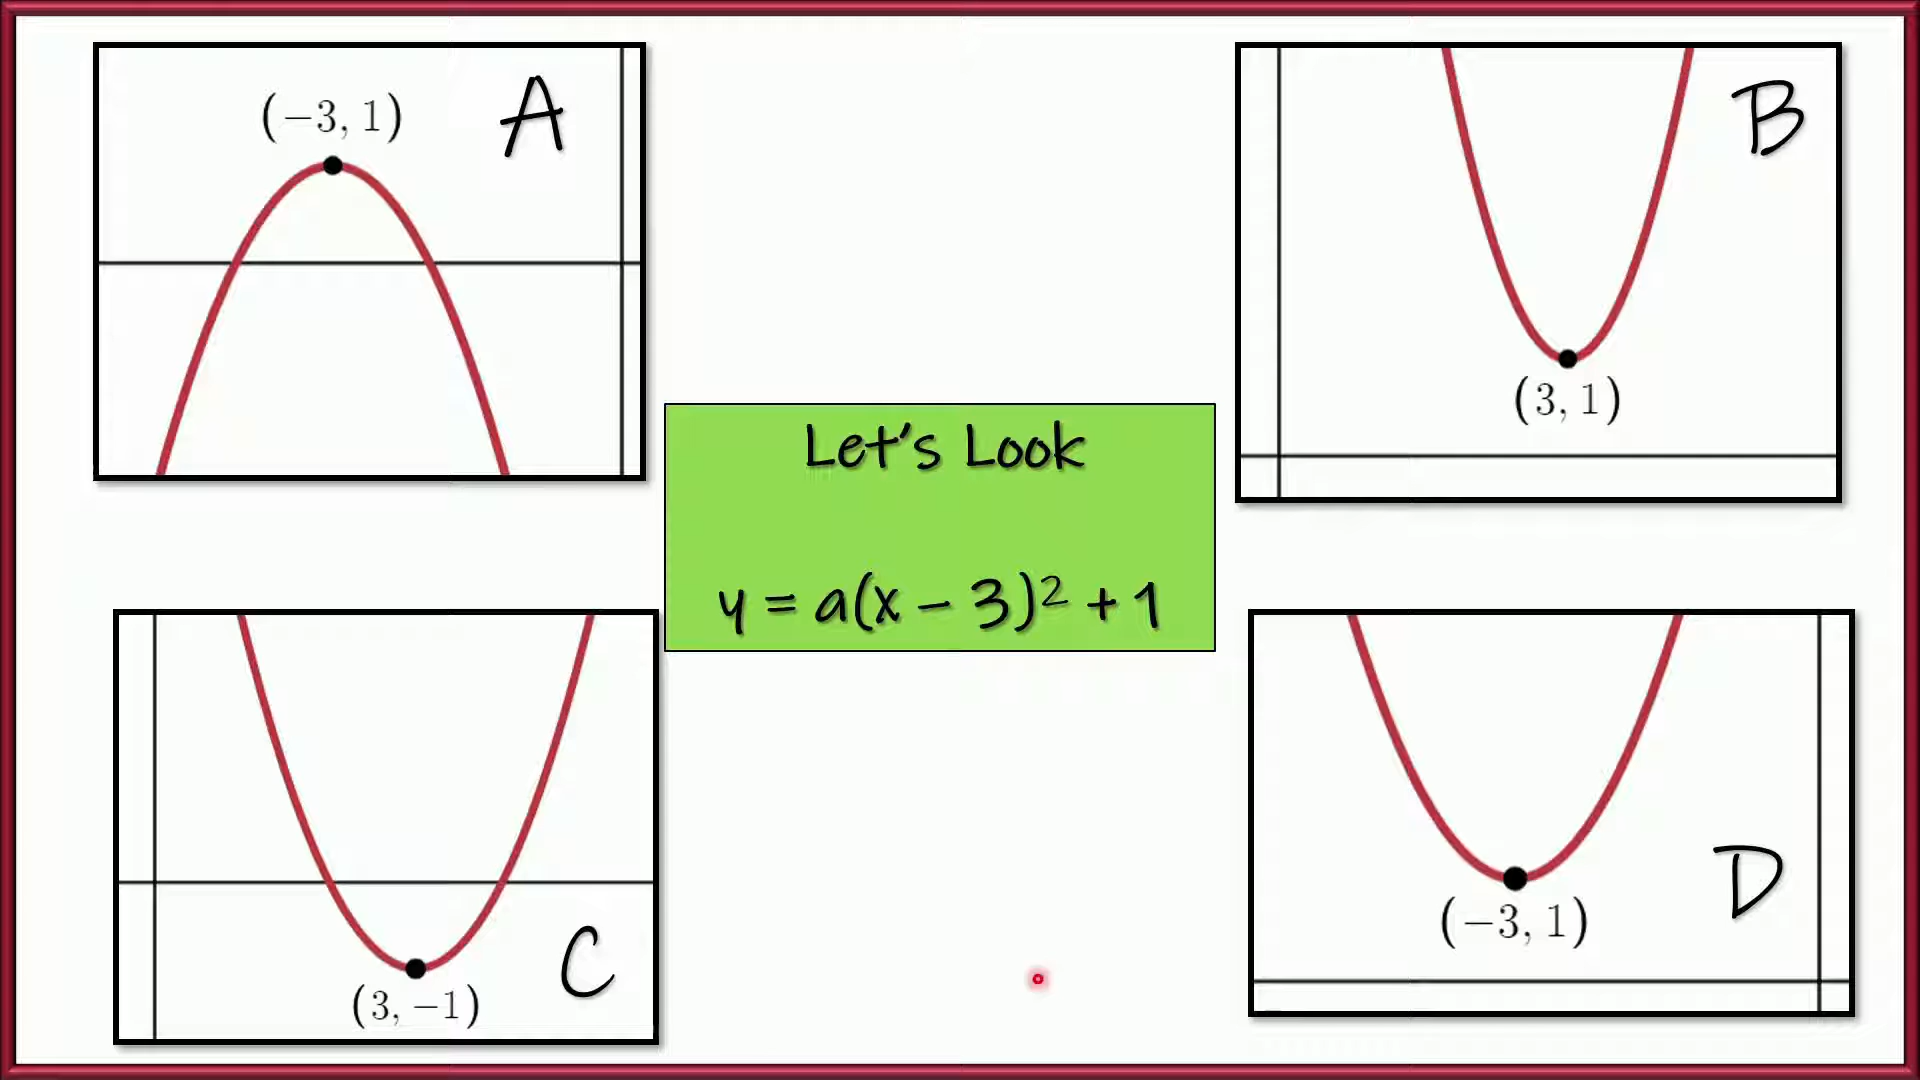 (−3, 1)
A
B
(3, 1)
Let's Look
y = a(x − 3)² + 1
C
(3, −1)
D
(−3, 1)